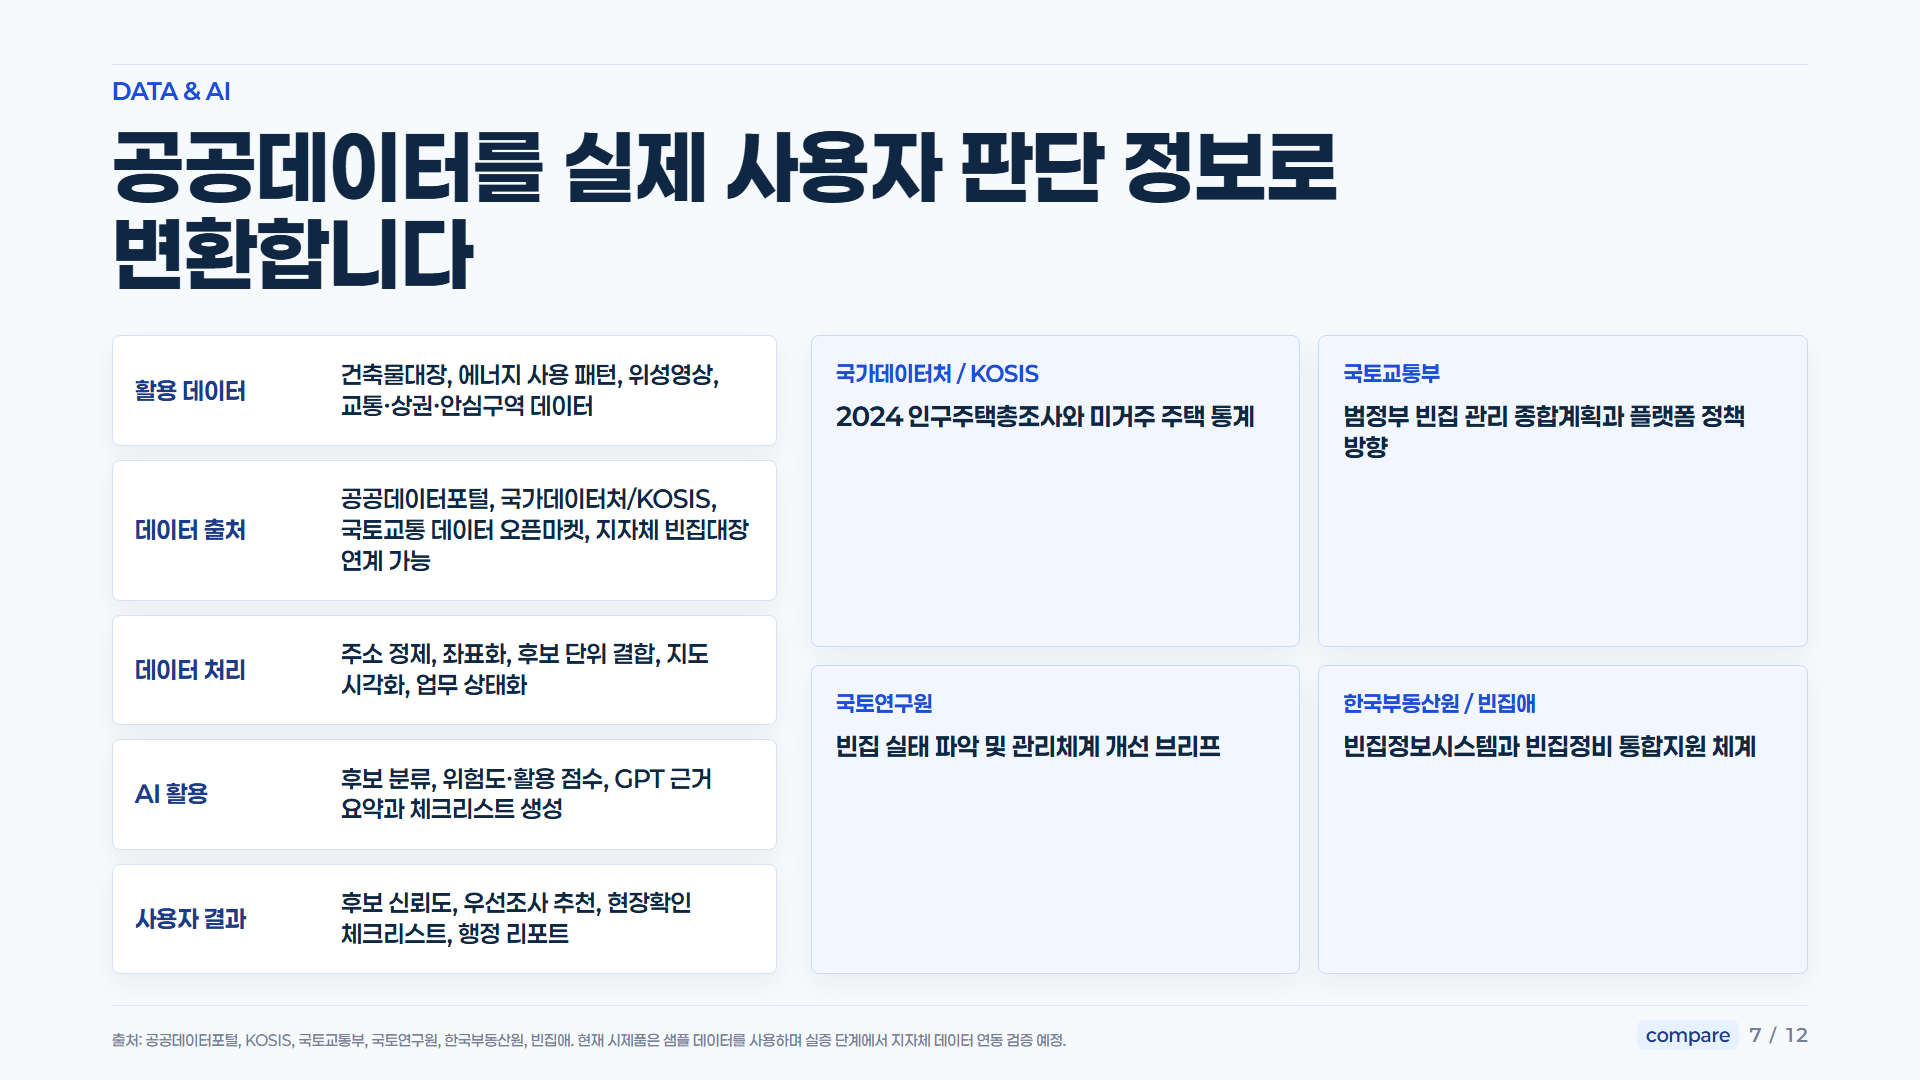 DATA & AI
공공데이터를 실제 사용자 판단 정보로
변환합니다
활용 데이터
건축물대장, 에너지 사용 패턴, 위성영상,
교통·상권·안심구역 데이터
데이터 출처
공공데이터포털, 국가데이터처/KOSIS,
국토교통 데이터 오픈마켓, 지자체 빈집대장
연계 가능
데이터 처리
주소 정제, 좌표화, 후보 단위 결합, 지도
시각화, 업무 상태화
AI 활용
후보 분류, 위험도·활용 점수, GPT 근거
요약과 체크리스트 생성
사용자 결과
후보 신뢰도, 우선조사 추천, 현장확인
체크리스트, 행정 리포트
국가데이터처 / KOSIS
2024 인구주택총조사와 미거주 주택 통계
국토교통부
범정부 빈집 관리 종합계획과 플랫폼 정책
방향
국토연구원
빈집 실태 파악 및 관리체계 개선 브리프
한국부동산원 / 빈집애
빈집정보시스템과 빈집정비 통합지원 체계
출처: 공공데이터포털, KOSIS, 국토교통부, 국토연구원, 한국부동산원, 빈집애. 현재 시제품은 샘플 데이터를 사용하며 실증 단계에서 지자체 데이터 연동 검증 예정.
compare 7 / 12